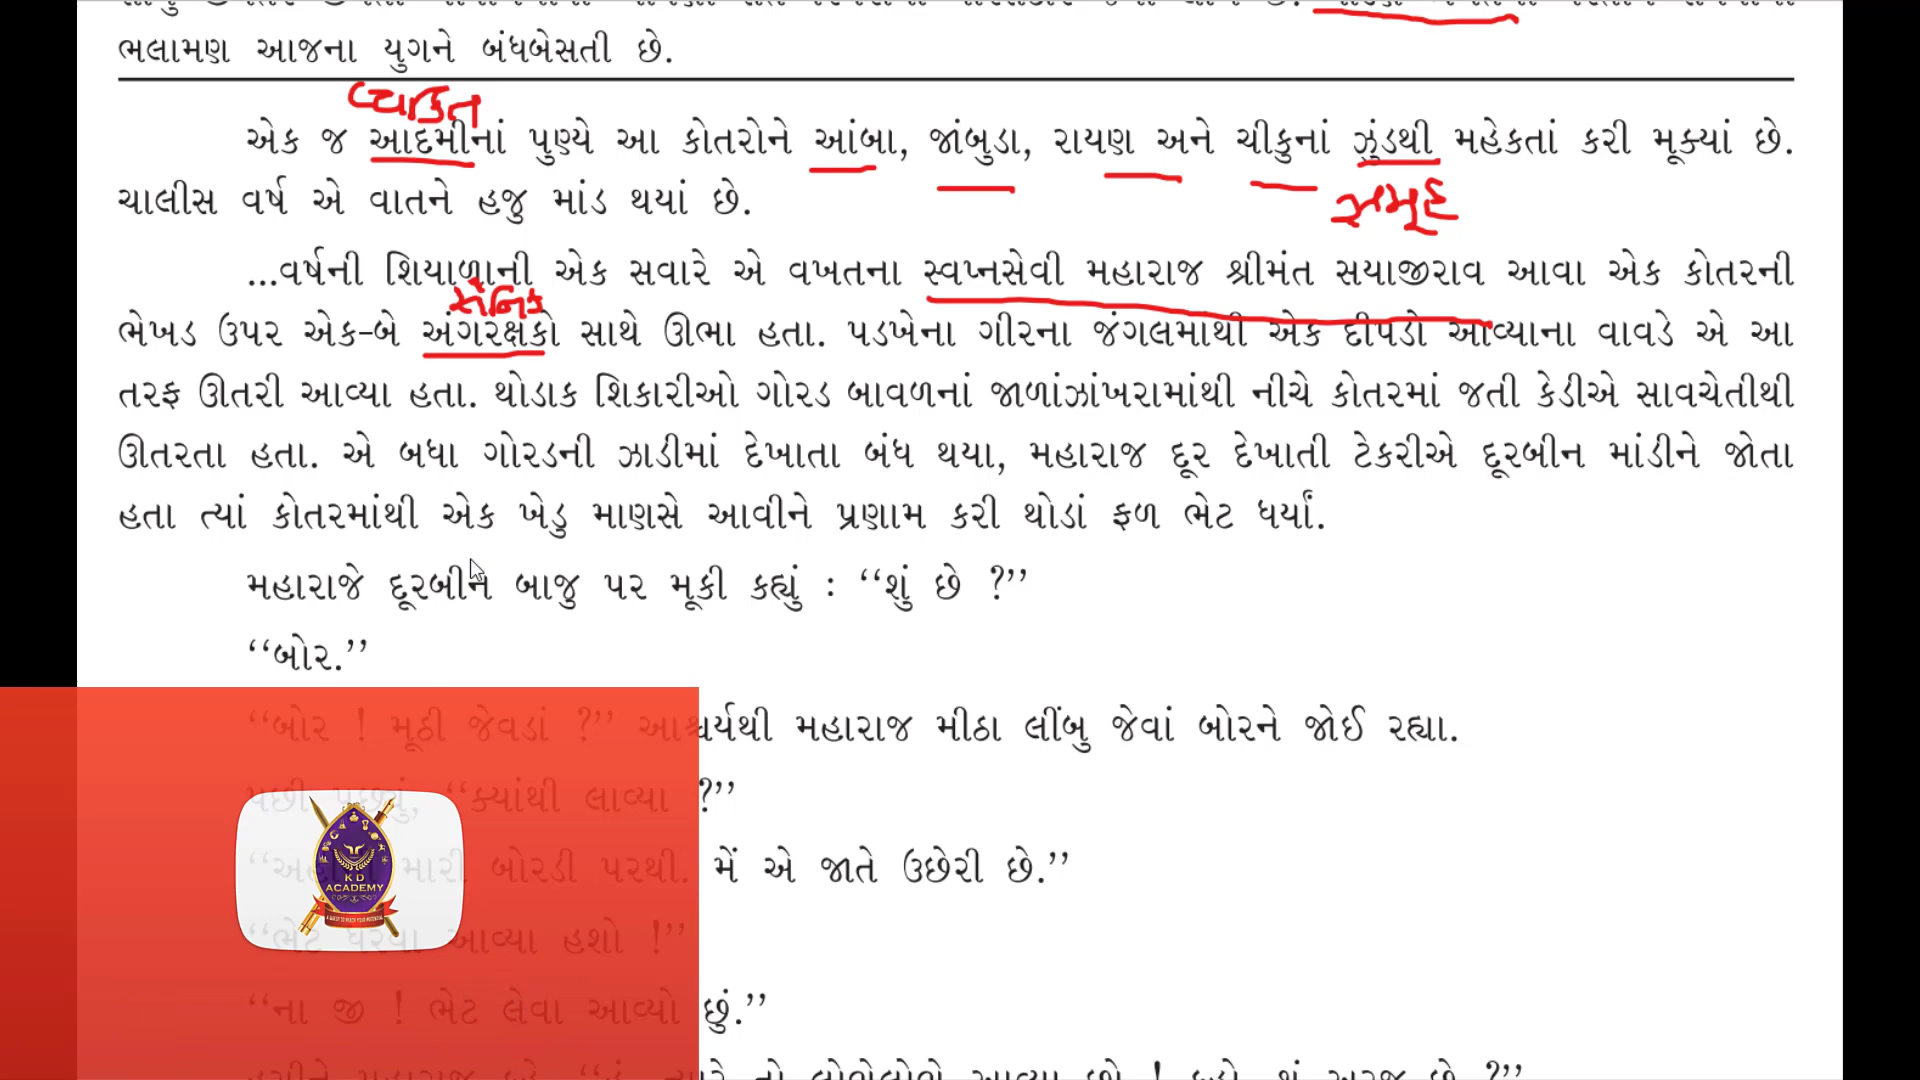 ભલામણ આજના યુગને બંધબેસતી છે.
વ્યક્તિ
એક જ આદમીનાં પુણ્યે આ કોતરોને આંબા, જાંબુડા, રાયણ અને ચીકુનાં ઝુંડથી મહેકતાં કરી મૂક્યાં છે.
ચાલીસ વર્ષ એ વાતને હજુ માંડ થયાં છે.
સમૂહ
...વર્ષની શિયાળાની એક સવારે એ વખતના સ્વપ્નસેવી મહારાજ શ્રીમંત સયાજીરાવ આવા એક કોતરની
સૈનિક
ભેખડ ઉપર એક-બે અંગરક્ષકો સાથે ઊભા હતા. પડખેના ગીરના જંગલમાથી એક દીપડો આવ્યાના વાવડે એ આ
તરફ ઊતરી આવ્યા હતા. થોડાક શિકારીઓ ગોરડ બાવળનાં જાળાંઝાંખરામાંથી નીચે કોતરમાં જતી કેડીએ સાવચેતીથી
ઊતરતા હતા. એ બધા ગોરડની ઝાડીમાં દેખાતા બંધ થયા, મહારાજ દૂર દેખાતી ટેકરીએ દૂરબીન માંડીને જોતા
હતા ત્યાં કોતરમાંથી એક ખેડુ માણસે આવીને પ્રણામ કરી થોડાં ફળ ભેટ ધર્યાં.
મહારાજે દૂરબીન બાજુ પર મૂકી કહ્યું : ‘‘શું છે ?’’
‘‘બોર.’’
‘‘બોર ! મૂઠી જેવડાં ?’’ આશ્ચર્યથી મહારાજ મીઠા લીંબુ જેવાં બોરને જોઈ રહ્યા.
પછી પૂછ્યું, ‘‘ક્યાંથી લાવ્યા ?’’
મારી બોરડી પરથી. મેં એ જાતે ઉછેરી છે.’’
‘‘ભેટ ધરવા આવ્યા હશો !’’
‘‘ના જી ! ભેટ લેવા આવ્યો છું.’’
K D
ACADEMY